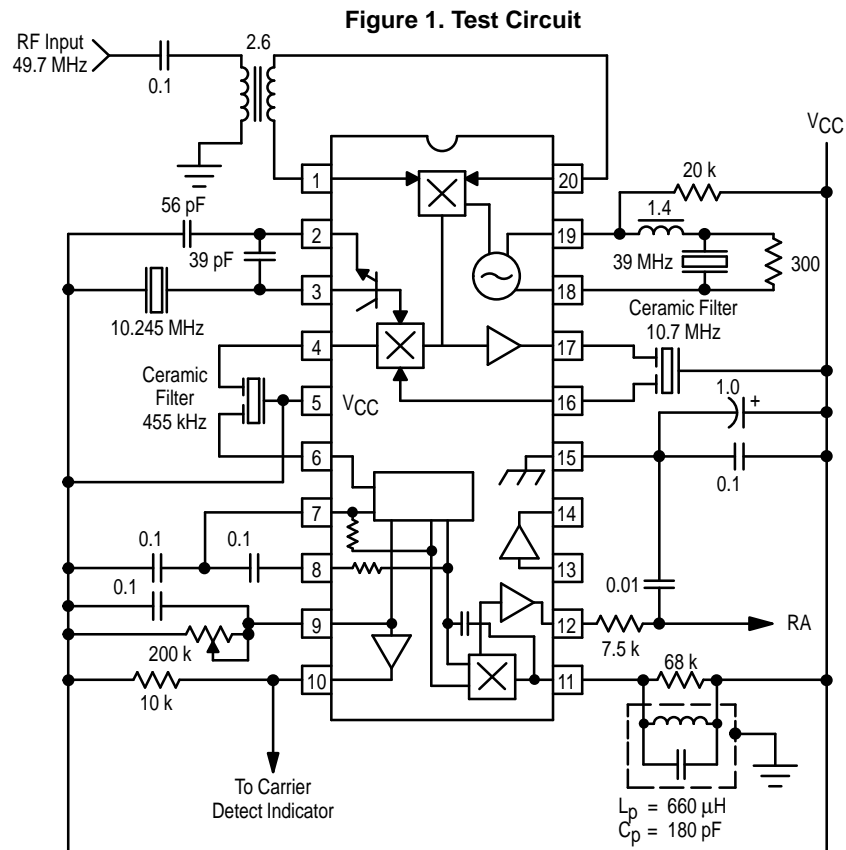 Figure 1. Test Circuit
RF Input
49.7 MHz
0.1
2.6
VCC
1
20
20 k
56 pF
1.4
2
19
39 pF
39 MHz
300
3
18
10.245 MHz
Ceramic Filter
10.7 MHz
4
17
Ceramic
Filter
455 kHz
5
VCC
16
1.0
+
6
15
0.1
7
14
0.1
0.1
8
13
0.1
0.01
9
12
7.5 k
RA
200 k
68 k
10
11
10 k
To Carrier
Detect Indicator
Lp = 660 µH
Cp = 180 pF